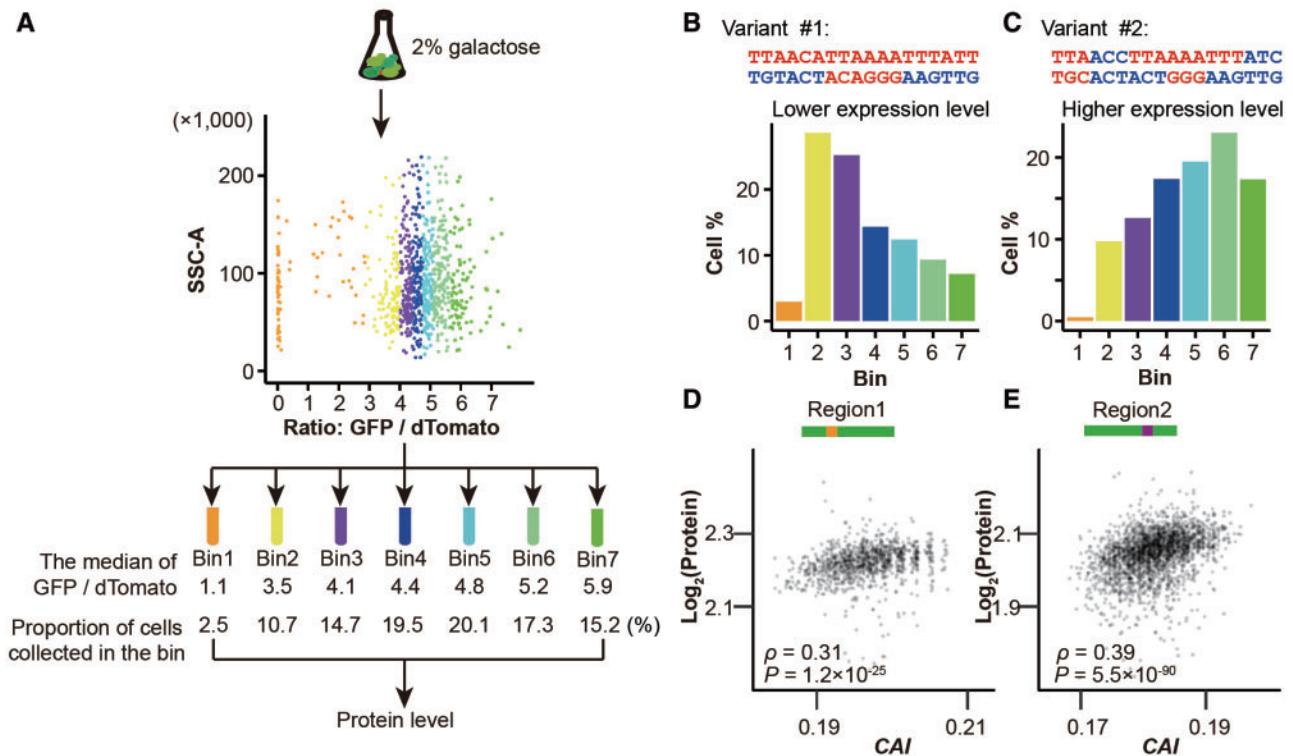 A
2% galactose
(×1,000)
SSC-A
200
100
0
0 1 2 3 4 5 6 7
Ratio: GFP / dTomato
Bin1 Bin2 Bin3 Bin4 Bin5 Bin6 Bin7
The median of
GFP / dTomato
1.1 3.5 4.1 4.4 4.8 5.2 5.9
Proportion of cells
collected in the bin
2.5 10.7 14.7 19.5 20.1 17.3 15.2 (%)
Protein level
B
Variant #1:
TTAACATTAAAATTTATT
TGTACTACAGGGAAGTTG
Lower expression level
Cell %
20
10
0
1 2 3 4 5 6 7
Bin
C
Variant #2:
TTAACCTTAAAATTTATC
TGCACTACTGGGAAGTTG
Higher expression level
Cell %
20
10
0
1 2 3 4 5 6 7
Bin
D
Region1
Log2(Protein)
2.3
2.1
ρ = 0.31
P = 1.2×10-25
0.19 0.21
CAI
E
Region2
Log2(Protein)
2.1
1.9
ρ = 0.39
P = 5.5×10-90
0.17 0.19
CAI